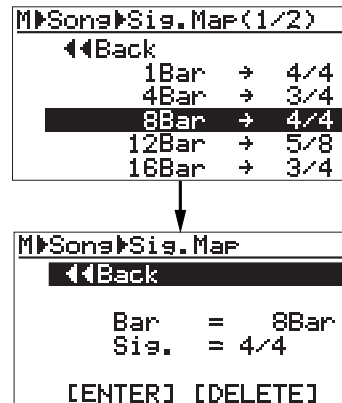 M▶Song▶Sig.Map(1/2)
◀◀Back
1Bar → 4/4
4Bar → 3/4
8Bar → 4/4
12Bar → 5/8
16Bar → 3/4
M▶Song▶Sig.Map
◀◀Back
Bar = 8Bar
Sig. = 4/4
[ENTER] [DELETE]